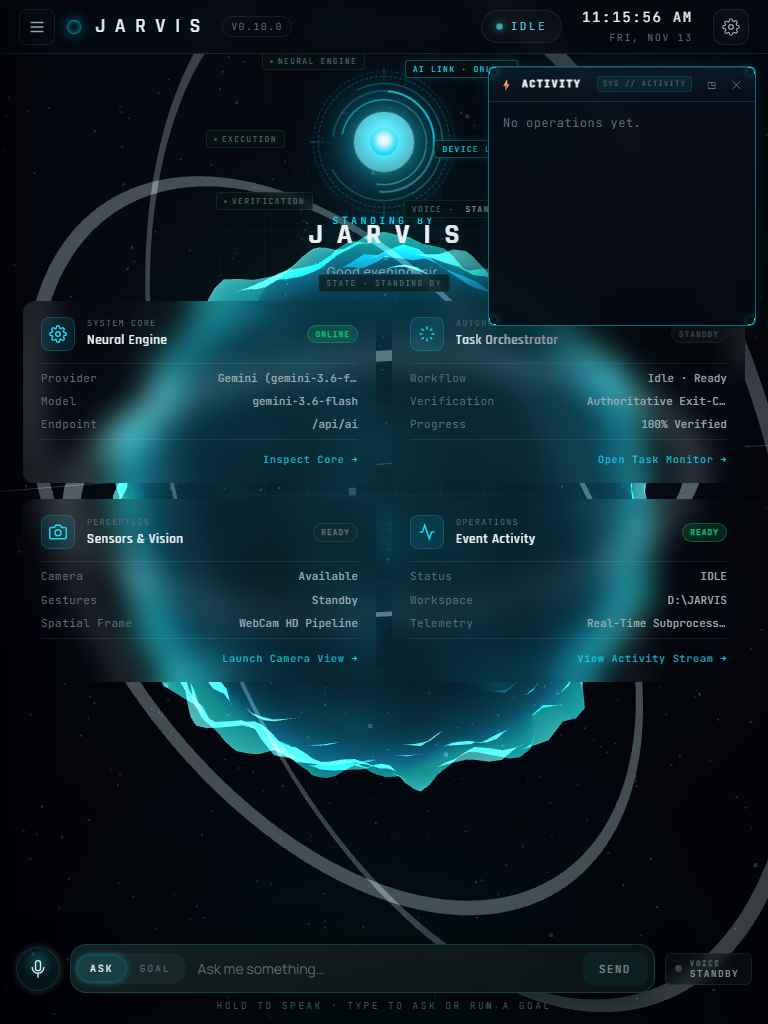 JARVIS
V0.10.0
IDLE
11:15:56 AM
FRI, NOV 13
NEURAL ENGINE
AI LINK · ONL
ACTIVITY
SYS // ACTIVITY
No operations yet.
EXECUTION
DEVICE L
VERIFICATION
VOICE · STAN
STANDING BY
JARVIS
Good evening, sir.
STATE · STANDING BY
SYSTEM CORE
Neural Engine
ONLINE
Provider
Gemini (gemini-3.6-f…
Model
gemini-3.6-flash
Endpoint
/api/ai
Inspect Core →
Task Orchestrator
STANDBY
Workflow
Idle · Ready
Verification
Authoritative Exit-C…
Progress
100% Verified
Open Task Monitor →
PERCEPTION
Sensors & Vision
READY
Camera
Available
Gestures
Standby
Spatial Frame
WebCam HD Pipeline
Launch Camera View →
OPERATIONS
Event Activity
READY
Status
IDLE
Workspace
D:\JARVIS
Telemetry
Real-Time Subprocess…
View Activity Stream →
ASK
GOAL
Ask me something…
SEND
VOICE
STANDBY
HOLD TO SPEAK · TYPE TO ASK OR RUN A GOAL